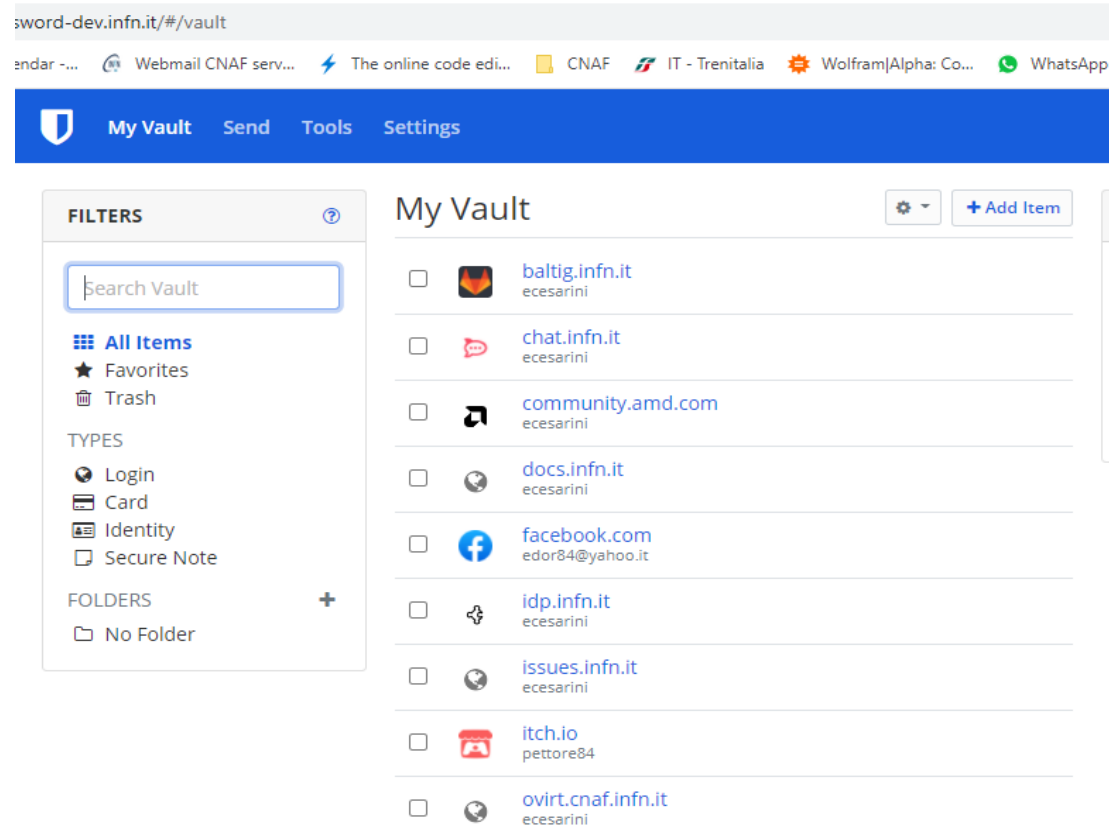 sword-dev.infn.it/#/vault
endar -... Webmail CNAF serv... The online code edi... CNAF IT - Trenitalia Wolfram|Alpha: Co... WhatsApp
My Vault Send Tools Settings
FILTERS
Search Vault
All Items
Favorites
Trash
TYPES
Login
Card
Identity
Secure Note
FOLDERS
No Folder
My Vault
+ Add Item
baltig.infn.it
ecesarini
chat.infn.it
ecesarini
community.amd.com
ecesarini
docs.infn.it
ecesarini
facebook.com
edor84@yahoo.it
idp.infn.it
ecesarini
issues.infn.it
ecesarini
itch.io
pettore84
ovirt.cnaf.infn.it
ecesarini